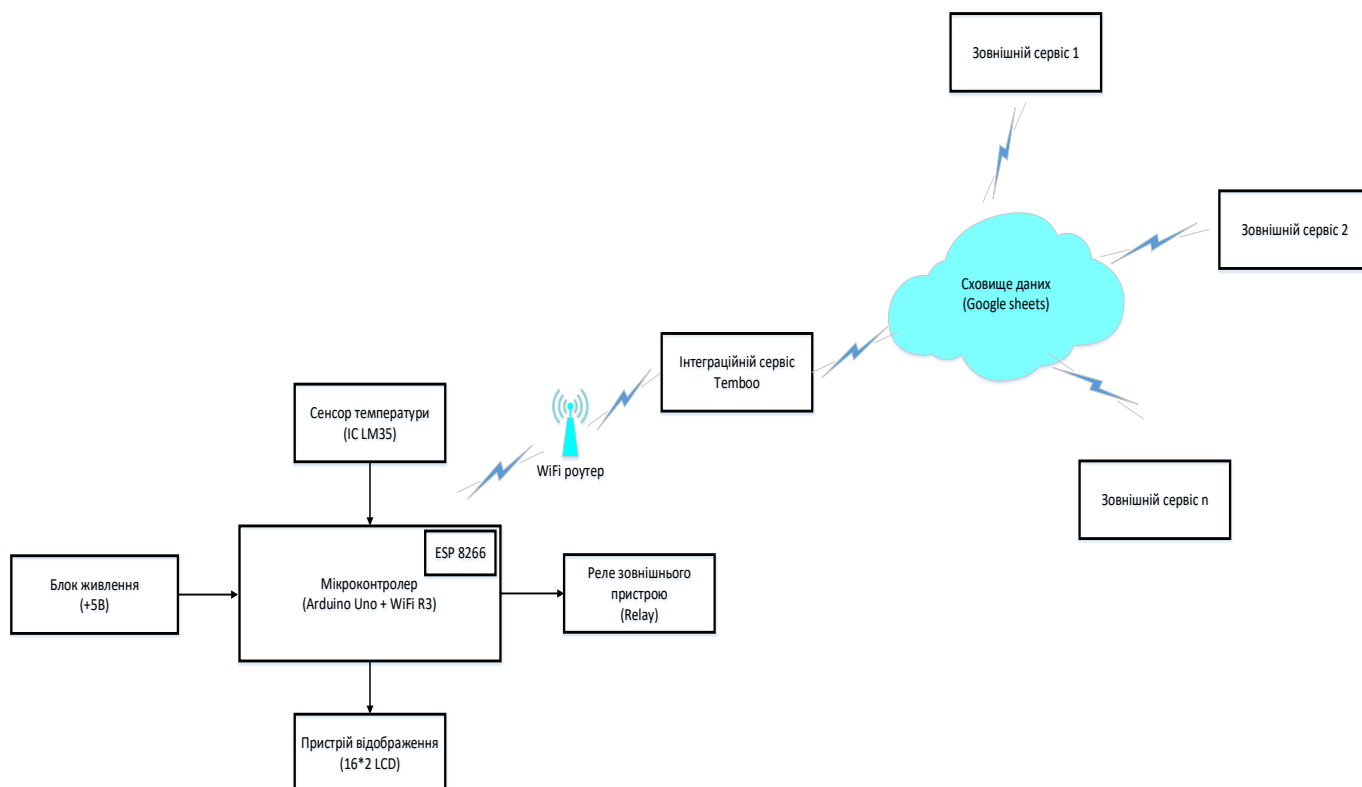 Зовнішній сервіс 1
Зовнішній сервіс 2
Сховище даних
(Google sheets)
Інтеграційній сервіс
Temboo
Сенсор температури
(IC LM35)
WiFi роутер
Зовнішній сервіс n
ESP 8266
Блок живлення
(+5В)
Мікроконтролер
(Arduino Uno + WiFi R3)
Реле зовнішнього
пристрою
(Relay)
Пристрій відображення
(16*2 LCD)